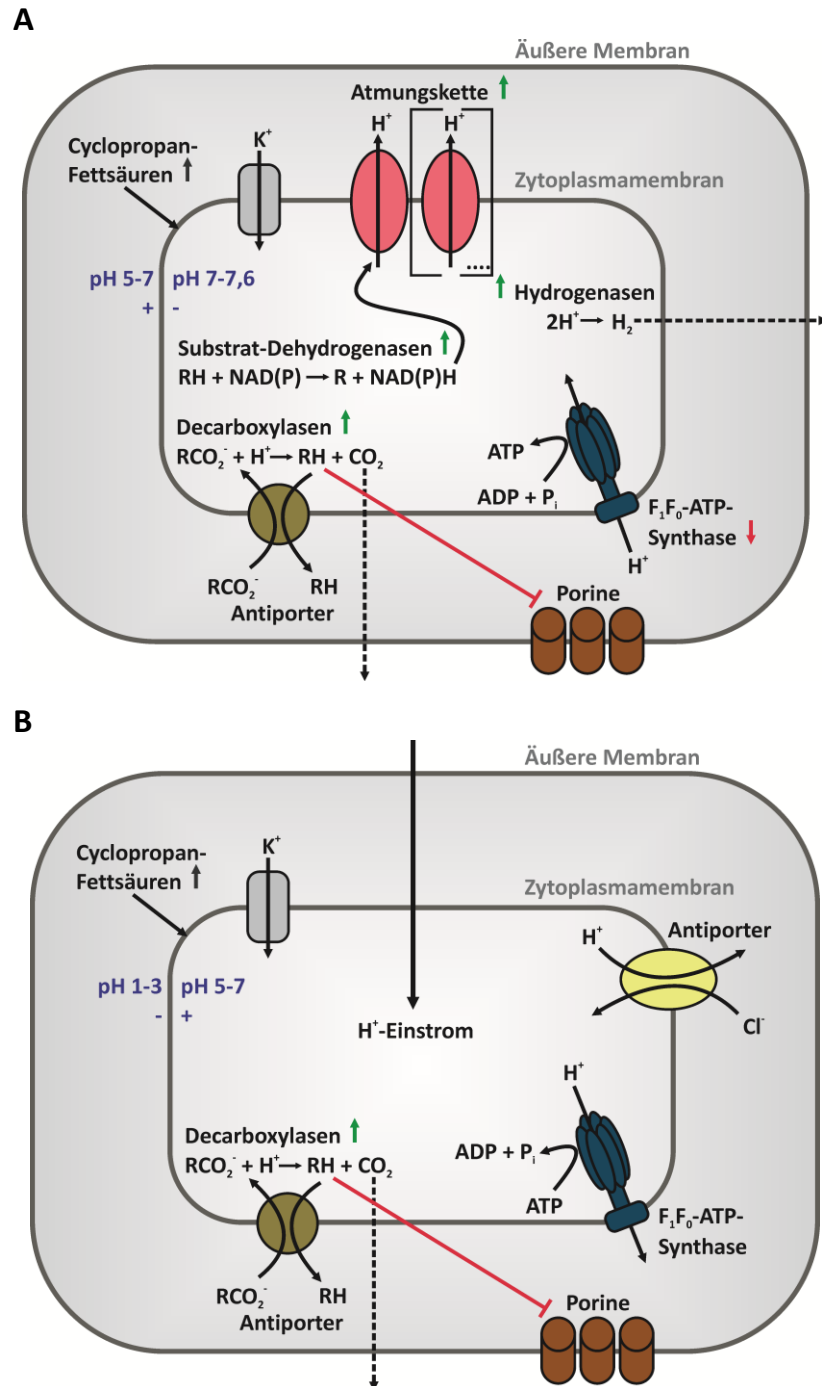 A
Äußere Membran
Atmungskette ↑
H⁺ H⁺
K⁺
Cyclopropan-
Fettsäuren ↑
Zytoplasmamembran
pH 5-7 pH 7-7,6
+ -
↑ Hydrogenasen
2H⁺ → H₂
Substrat-Dehydrogenasen ↑
RH + NAD(P) → R + NAD(P)H
Decarboxylasen ↑
RCO₂⁻ + H⁺ → RH + CO₂
ATP
ADP + Pᵢ
F₁F₀-ATP-
Synthase ↓
H⁺
RCO₂⁻ RH
Antiporter
Porine
B
Äußere Membran
K⁺
Cyclopropan-
Fettsäuren ↑
Zytoplasmamembran
H⁺ Antiporter
pH 1-3 pH 5-7
- +
Cl⁻
H⁺-Einstrom
H⁺
Decarboxylasen ↑
RCO₂⁻ + H⁺ → RH + CO₂
ADP + Pᵢ
ATP
F₁F₀-ATP-
Synthase
RCO₂⁻ RH
Antiporter
Porine